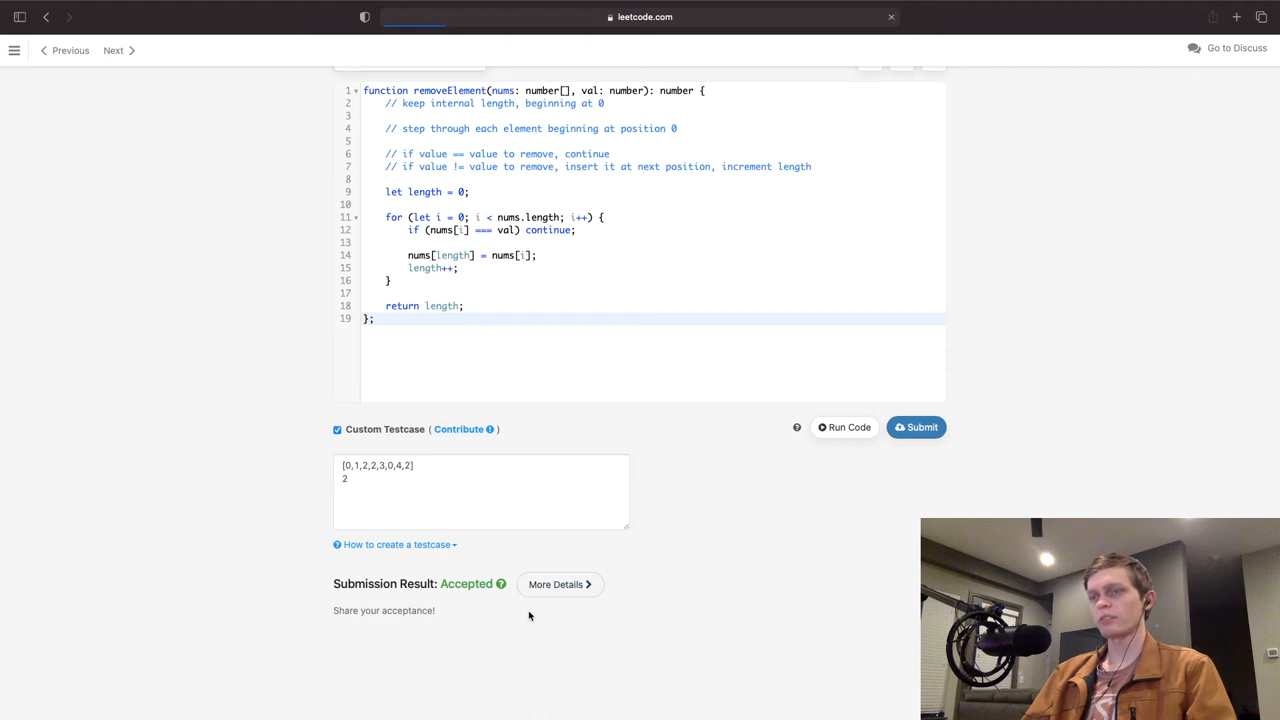 leetcode.com
Previous Next Go to Discuss
1 function removeElement(nums: number[], val: number): number {
2 // keep internal length, beginning at 0
3
4 // step through each element beginning at position 0
5
6 // if value == value to remove, continue
7 // if value != value to remove, insert it at next position, increment length
8
9 let length = 0;
10
11 for (let i = 0; i < nums.length; i++) {
12 if (nums[i] === val) continue;
13
14 nums[length] = nums[i];
15 length++;
16 }
17
18 return length;
19 };
Custom Testcase ( Contribute ) Run Code Submit
[0,1,2,2,3,0,4,2]
2
How to create a testcase
Submission Result: Accepted More Details
Share your acceptance!